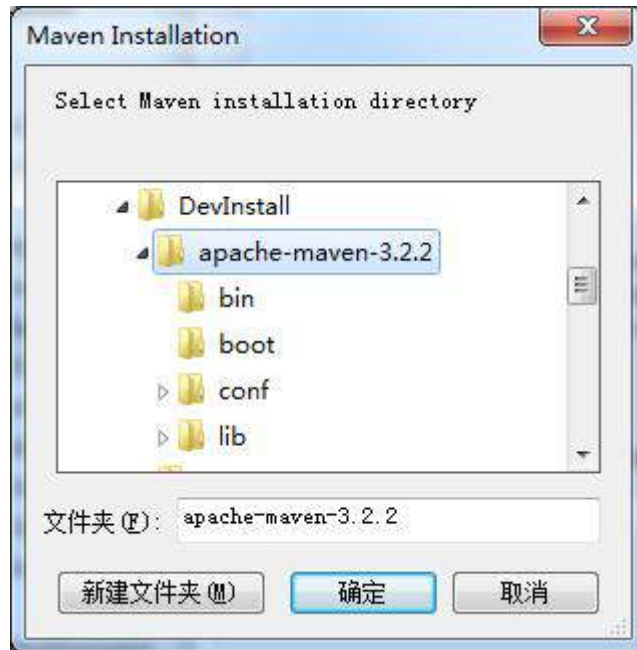 Maven Installation
Select Maven installation directory
DevInstall
apache-maven-3.2.2
bin
boot
conf
lib
文件夹(F): apache-maven-3.2.2
新建文件夹(M) 确定 取消